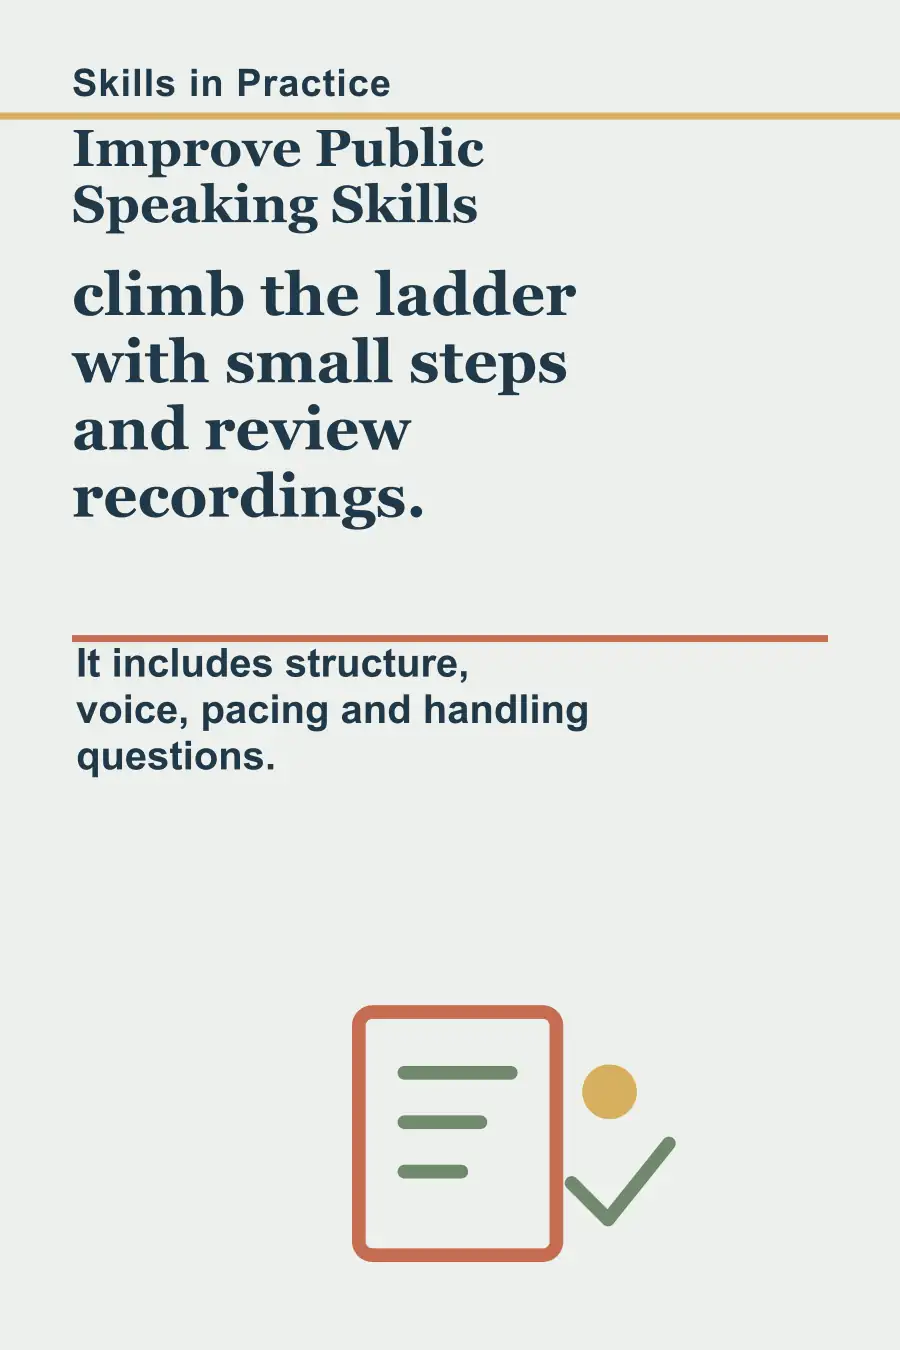 Skills in Practice
Improve Public
Speaking Skills
climb the ladder
with small steps
and review
recordings.
It includes structure,
voice, pacing and handling
questions.